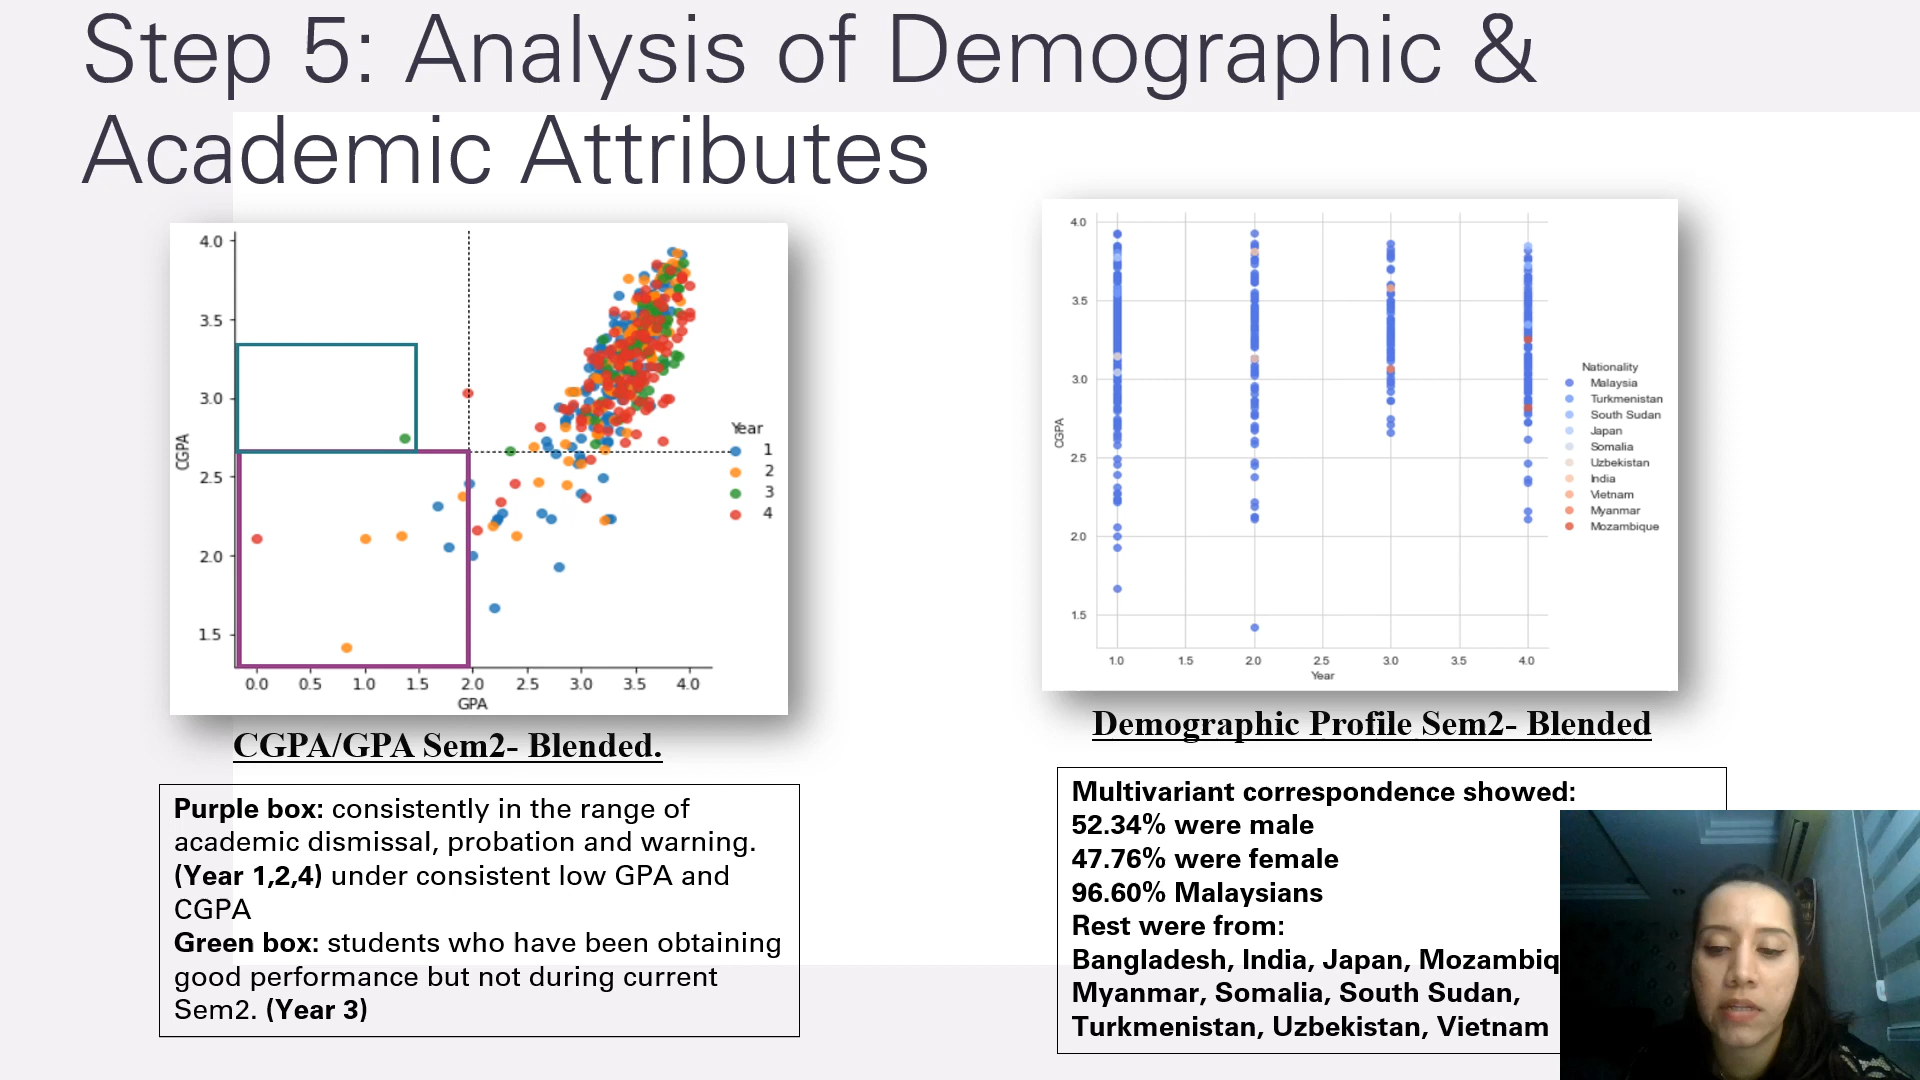 Step 5: Analysis of Demographic &
Academic Attributes
4.0
3.5
3.0
2.5
2.0
1.5
CGPA
0.0 0.5 1.0 1.5 2.0 2.5 3.0 3.5 4.0
GPA
Year
1
2
3
4
CGPA/GPA Sem2- Blended.
Purple box: consistently in the range of
academic dismissal, probation and warning.
(Year 1,2,4) under consistent low GPA and
CGPA
Green box: students who have been obtaining
good performance but not during current
Sem2. (Year 3)
4.0
3.5
3.0
2.5
2.0
1.5
CGPA
1.0 1.5 2.0 2.5 3.0 3.5 4.0
Year
Nationality
Malaysia
Turkmenistan
South Sudan
Japan
Somalia
Uzbekistan
India
Vietnam
Myanmar
Mozambique
Demographic Profile Sem2- Blended
Multivariant correspondence showed:
52.34% were male
47.76% were female
96.60% Malaysians
Rest were from:
Bangladesh, India, Japan, Mozambiq
Myanmar, Somalia, South Sudan,
Turkmenistan, Uzbekistan, Vietnam